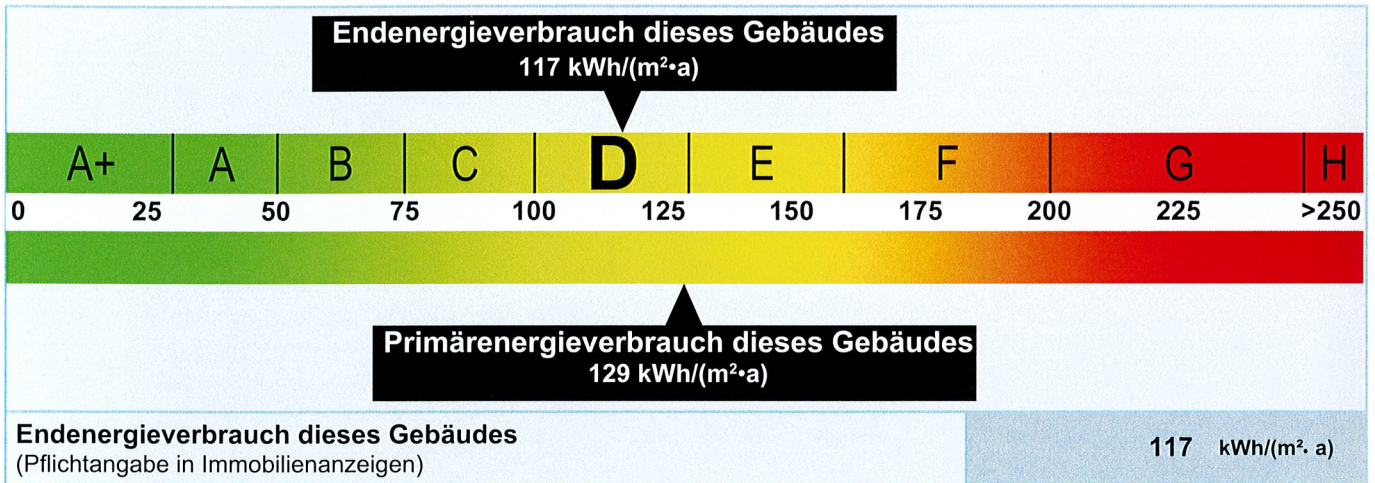 Endenergieverbrauch dieses Gebäudes
117 kWh/(m²•a)
A+ A B C D E F G H
0 25 50 75 100 125 150 175 200 225 >250
Primärenergieverbrauch dieses Gebäudes
129 kWh/(m²•a)
Endenergieverbrauch dieses Gebäudes
117 kWh/(m². a)
(Pflichtangabe in Immobilienanzeigen)